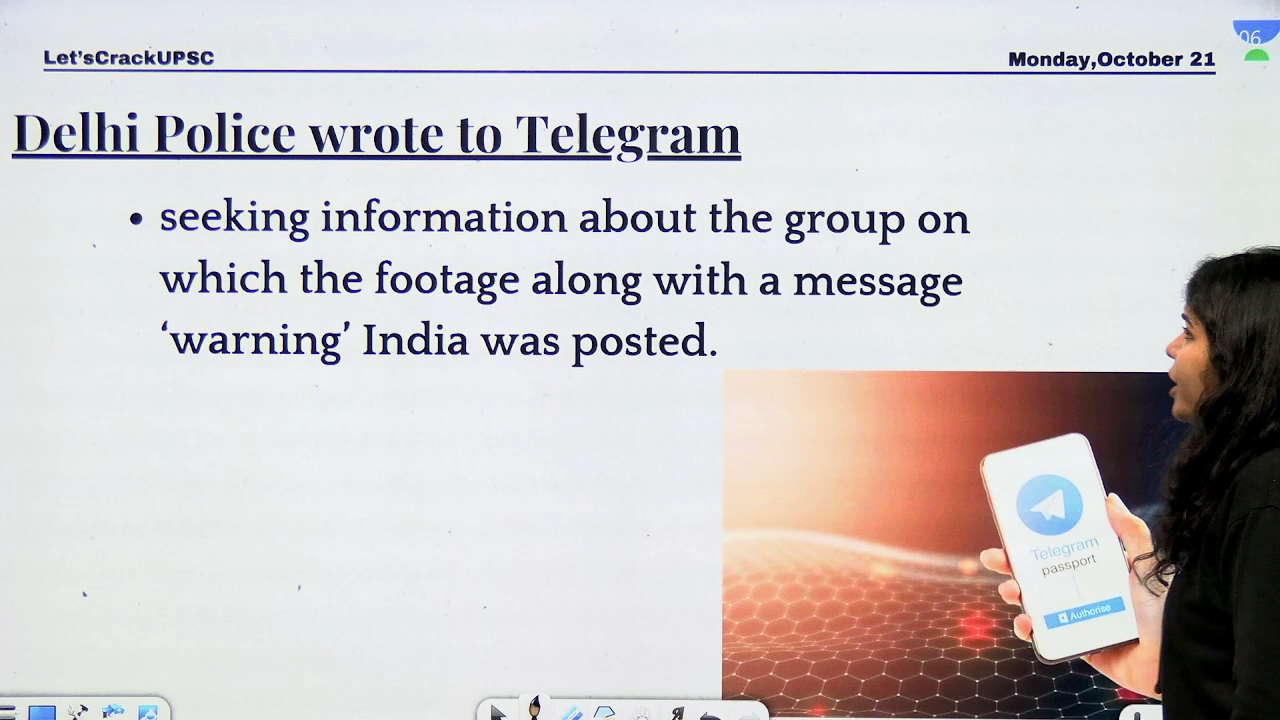 Let'sCrackUPSC
Monday,October 21
06
Delhi Police wrote to Telegram
• seeking information about the group on
which the footage along with a message
‘warning’ India was posted.
Telegram
passport
Authorise